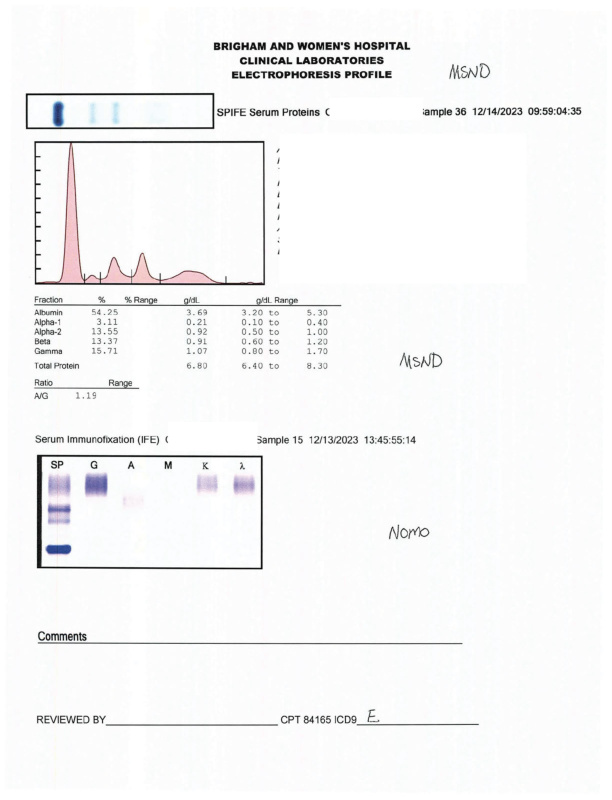 BRIGHAM AND WOMEN'S HOSPITAL
CLINICAL LABORATORIES
ELECTROPHORESIS PROFILE
MSND
SPIFE Serum Proteins Sample 36 12/14/2023 09:59:04:35
Fraction % % Range g/dL g/dL Range
Albumin 54.25 3.69 3.20 to 5.30
Alpha-1 3.11 0.21 0.10 to 0.40
Alpha-2 13.55 0.92 0.50 to 1.00
Beta 13.37 0.91 0.60 to 1.20
Gamma 15.71 1.07 0.80 to 1.70
Total Protein 6.80 6.40 to 8.30
MSND
Ratio Range
A/G 1.19
Serum Immunofixation (IFE) ( Sample 15 12/13/2023 13:45:55:14
SP G A M K λ
Nomo
Comments
REVIEWED BY CPT 84165 ICD9 E.